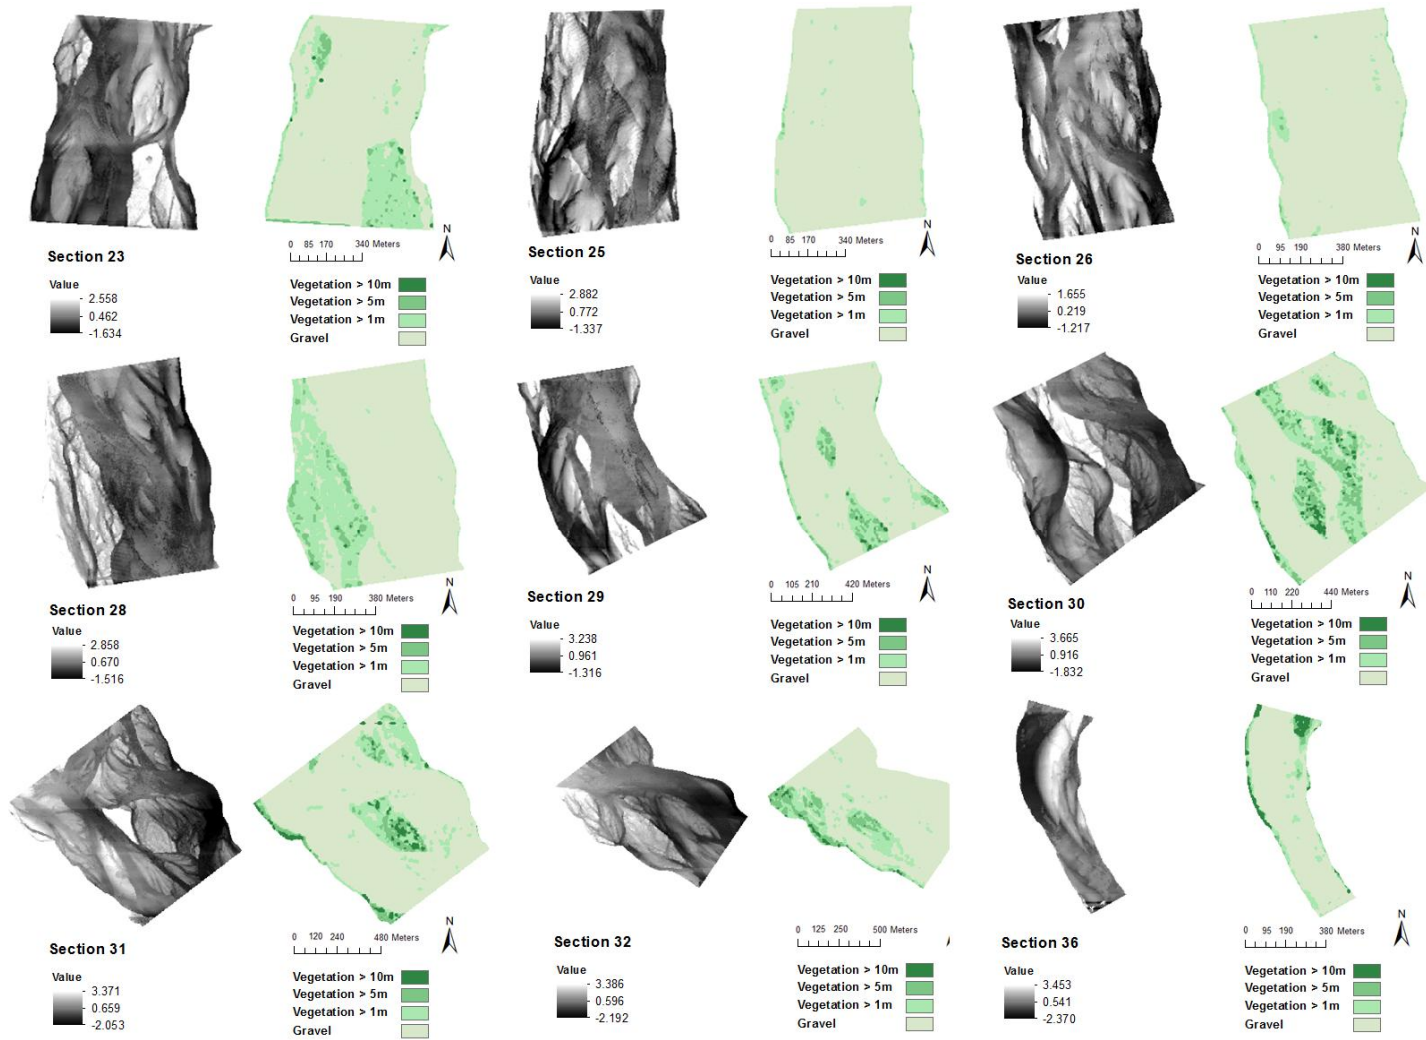 N
0 85 170 340 Meters
Section 23
Value
2.558
0.462
-1.634
Vegetation > 10m
Vegetation > 5m
Vegetation > 1m
Gravel
N
0 85 170 340 Meters
Section 25
Value
2.882
0.772
-1.337
Vegetation > 10m
Vegetation > 5m
Vegetation > 1m
Gravel
N
0 95 190 380 Meters
Section 26
Value
1.655
0.219
-1.217
Vegetation > 10m
Vegetation > 5m
Vegetation > 1m
Gravel
N
0 95 190 380 Meters
Section 28
Value
2.858
0.670
-1.516
Vegetation > 10m
Vegetation > 5m
Vegetation > 1m
Gravel
N
0 105 210 420 Meters
Section 29
Value
3.238
0.961
-1.316
Vegetation > 10m
Vegetation > 5m
Vegetation > 1m
Gravel
N
0 110 220 440 Meters
Section 30
Value
3.665
0.916
-1.832
Vegetation > 10m
Vegetation > 5m
Vegetation > 1m
Gravel
N
0 120 240 480 Meters
Section 31
Value
3.371
0.659
-2.053
Vegetation > 10m
Vegetation > 5m
Vegetation > 1m
Gravel
0 125 250 500 Meters
Section 32
Value
3.386
0.596
-2.192
Vegetation > 10m
Vegetation > 5m
Vegetation > 1m
Gravel
N
0 95 190 380 Meters
Section 36
Value
3.453
0.541
-2.370
Vegetation > 10m
Vegetation > 5m
Vegetation > 1m
Gravel